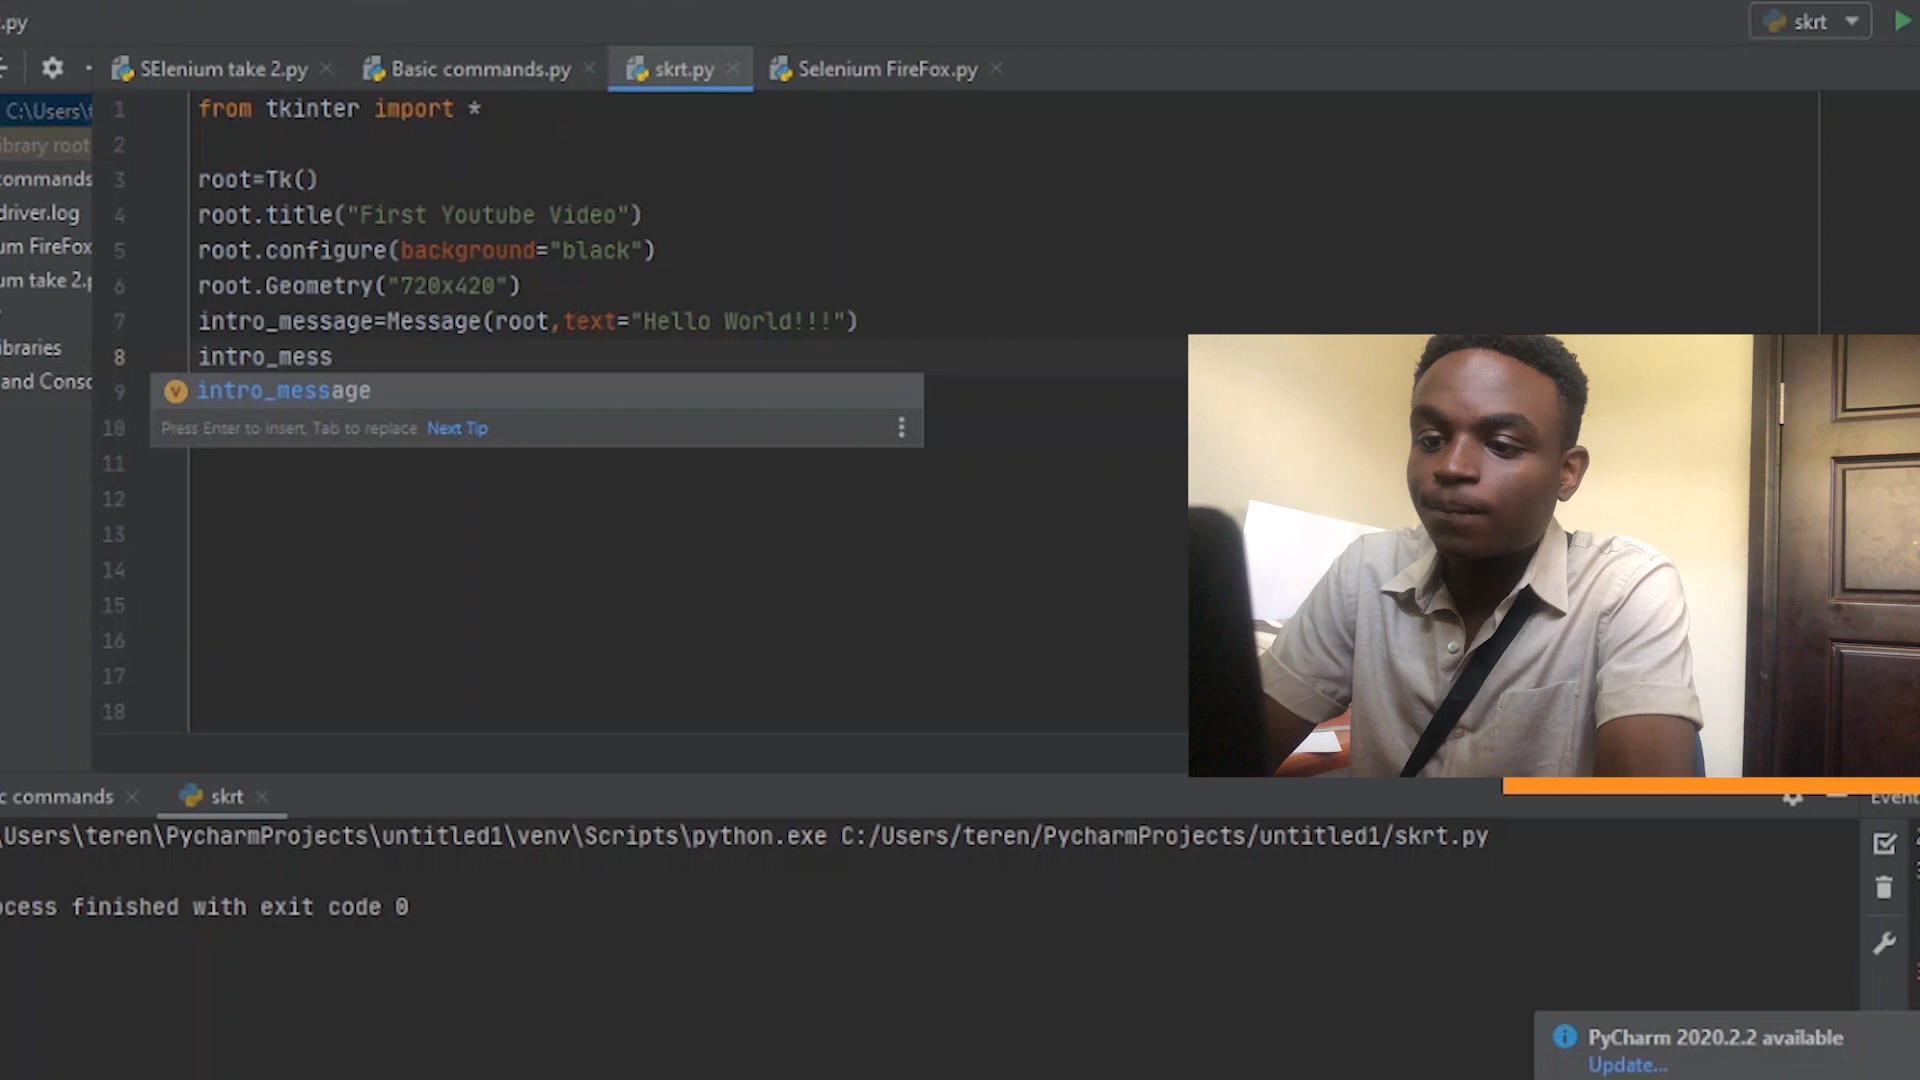 .py
skrt
SElenium take 2.py
Basic commands.py
skrt.py
Selenium FireFox.py
C:\Users\t
ibrary root
commands
driver.log
um FireFox
um take 2.p
ibraries
and Consc
1 from tkinter import *
2
3 root=Tk()
4 root.title("First Youtube Video")
5 root.configure(background="black")
6 root.Geometry("720x420")
7 intro_message=Message(root,text="Hello World!!!")
8 intro_mess
9 intro_message
10 Press Enter to insert, Tab to replace Next Tip
11
12
13
14
15
16
17
18
c commands
skrt
Event
\Users\teren\PycharmProjects\untitled1\venv\Scripts\python.exe C:/Users/teren/PycharmProjects/untitled1/skrt.py
ocess finished with exit code 0
PyCharm 2020.2.2 available
Update...